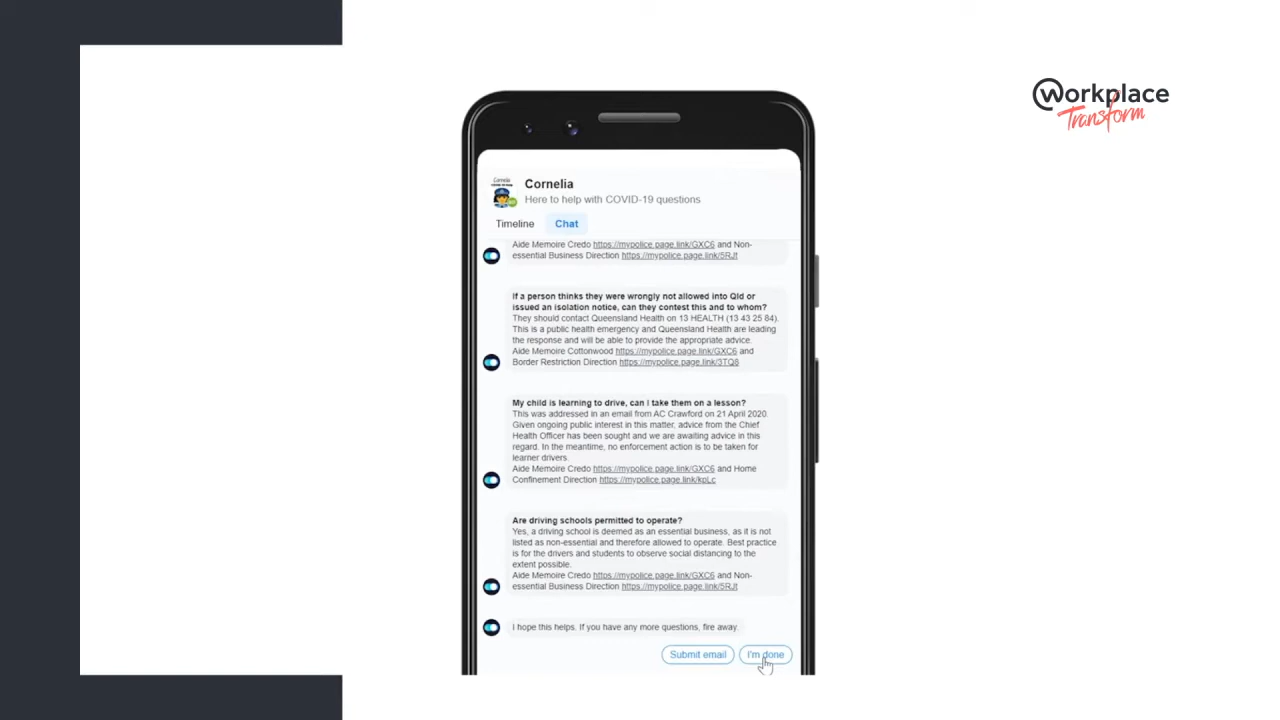 Workplace
Transform
Cornelia
Cornelia
Here to help with COVID-19 questions
Timeline
Chat
Aide Memoire Credo https://mypolice.page.link/GXC6 and Non-
essential Business Direction https://mypolice.page.link/5RJt
If a person thinks they were wrongly not allowed into Qld or
issued an isolation notice, can they contest this and to whom?
They should contact Queensland Health on 13 HEALTH (13 43 25 84).
This is a public health emergency and Queensland Health are leading
the response and will be able to provide the appropriate advice.
Aide Memoire Cottonwood https://mypolice.page.link/GXC6 and
Border Restriction Direction https://mypolice.page.link/3TQ8
My child is learning to drive, can I take them on a lesson?
This was addressed in an email from AC Crawford on 21 April 2020.
Given ongoing public interest in this matter, advice from the Chief
Health Officer has been sought and we are awaiting advice in this
regard. In the meantime, no enforcement action is to be taken for
learner drivers.
Aide Memoire Credo https://mypolice.page.link/GXC6 and Home
Confinement Direction https://mypolice.page.link/kpLc
Are driving schools permitted to operate?
Yes, a driving school is deemed as an essential business, as it is not
listed as non-essential and therefore allowed to operate. Best practice
is for the drivers and students to observe social distancing to the
extent possible.
Aide Memoire Credo https://mypolice.page.link/GXC6 and Non-
essential Business Direction https://mypolice.page.link/5RJt
I hope this helps. If you have any more questions, fire away.
Submit email
I'm done